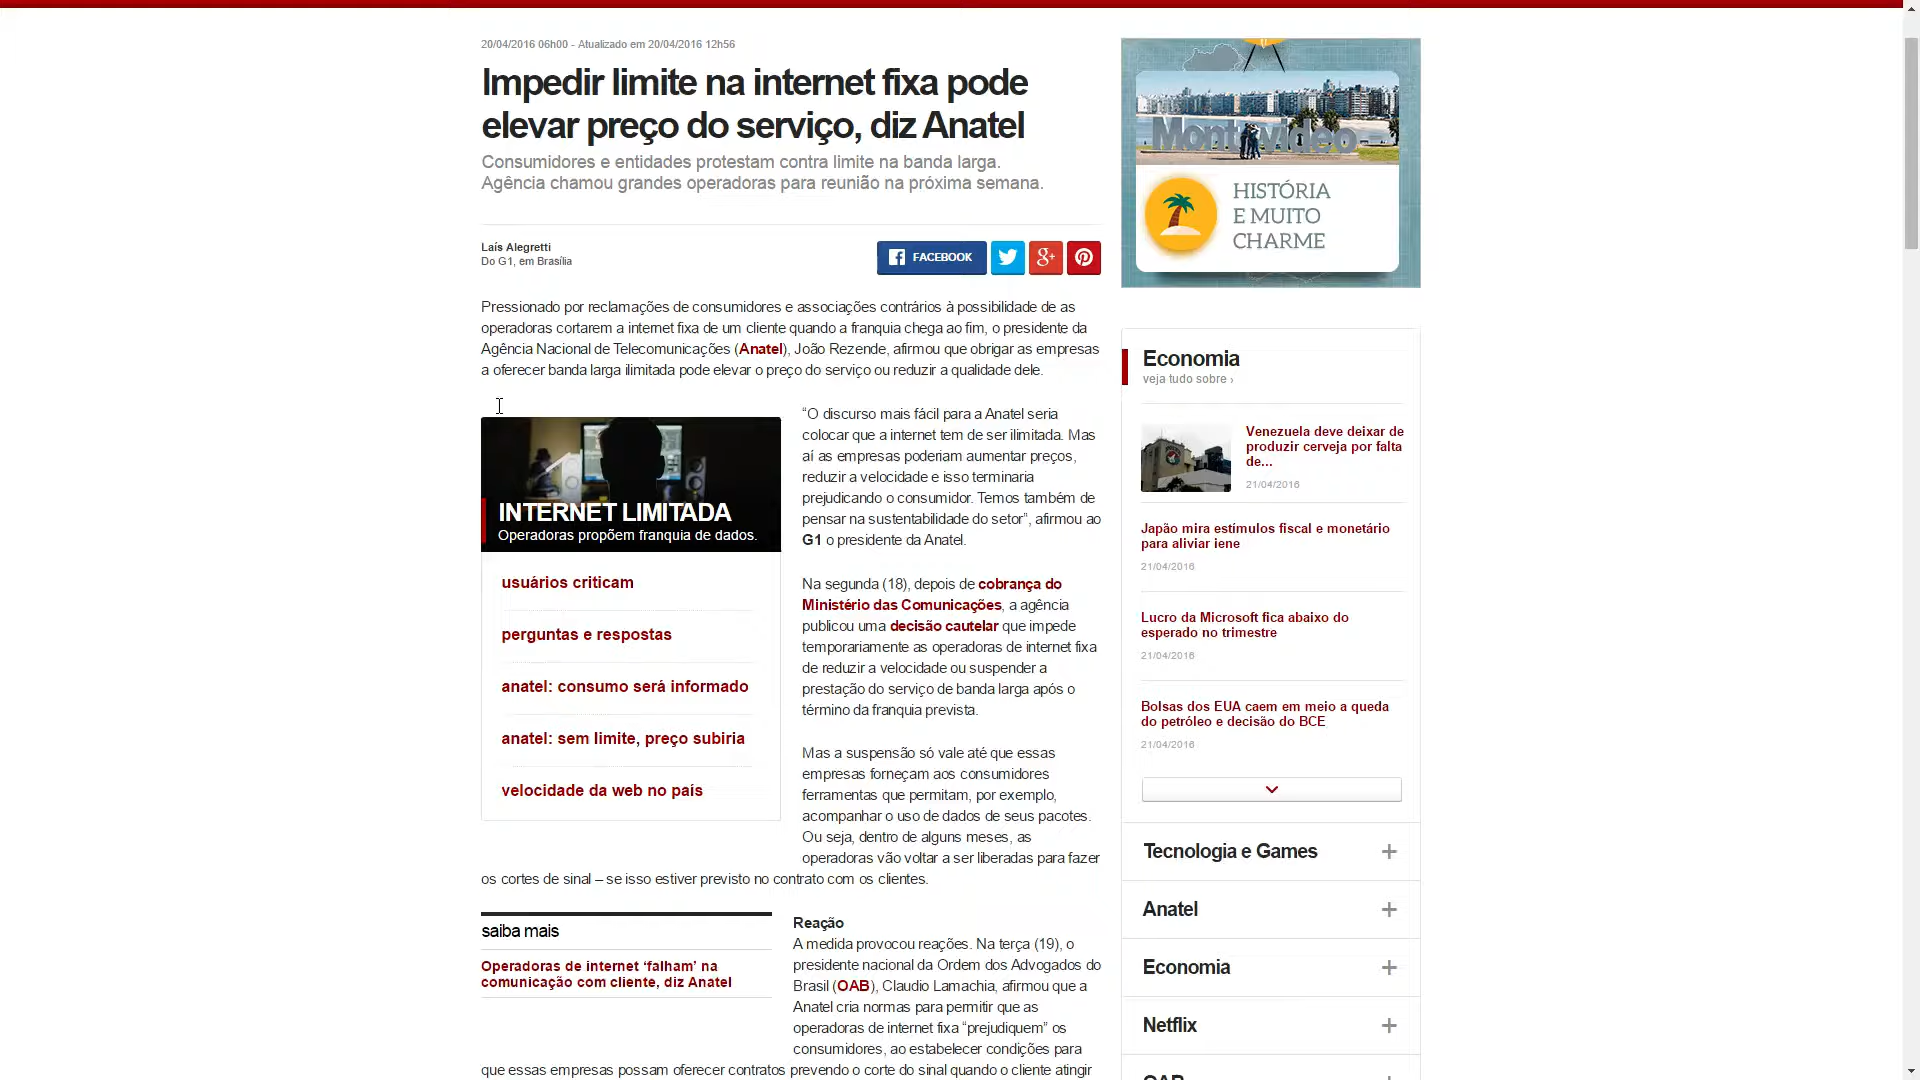 20/04/2016 06h00 - Atualizado em 20/04/2016 12h56
Impedir limite na internet fixa pode
elevar preço do serviço, diz Anatel
Consumidores e entidades protestam contra limite na banda larga.
Agência chamou grandes operadoras para reunião na próxima semana.
Laís Alegretti
Do G1, em Brasília
FACEBOOK
Pressionado por reclamações de consumidores e associações contrários à possibilidade de as
operadoras cortarem a internet fixa de um cliente quando a franquia chega ao fim, o presidente da
Agência Nacional de Telecomunicações (Anatel), João Rezende, afirmou que obrigar as empresas
a oferecer banda larga ilimitada pode elevar o preço do serviço ou reduzir a qualidade dele.
INTERNET LIMITADA
Operadoras propõem franquia de dados.
usuários criticam
perguntas e respostas
anatel: consumo será informado
anatel: sem limite, preço subiria
velocidade da web no país
“O discurso mais fácil para a Anatel seria
colocar que a internet tem de ser ilimitada. Mas
aí as empresas poderiam aumentar preços,
reduzir a velocidade e isso terminaria
prejudicando o consumidor. Temos também de
pensar na sustentabilidade do setor”, afirmou ao
G1 o presidente da Anatel.
Na segunda (18), depois de cobrança do
Ministério das Comunicações, a agência
publicou uma decisão cautelar que impede
temporariamente as operadoras de internet fixa
de reduzir a velocidade ou suspender a
prestação do serviço de banda larga após o
término da franquia prevista.
Mas a suspensão só vale até que essas
empresas forneçam aos consumidores
ferramentas que permitam, por exemplo,
acompanhar o uso de dados de seus pacotes.
Ou seja, dentro de alguns meses, as
operadoras vão voltar a ser liberadas para fazer
os cortes de sinal – se isso estiver previsto no contrato com os clientes.
saiba mais
Operadoras de internet ‘falham’ na
comunicação com cliente, diz Anatel
Reação
A medida provocou reações. Na terça (19), o
presidente nacional da Ordem dos Advogados do
Brasil (OAB), Claudio Lamachia, afirmou que a
Anatel cria normas para permitir que as
operadoras de internet fixa “prejudiquem” os
consumidores, ao estabelecer condições para
que essas empresas possam oferecer contratos prevendo o corte do sinal quando o cliente atingir
Montevideo
HISTÓRIA
E MUITO
CHARME
Economia
veja tudo sobre ›
Venezuela deve deixar de
produzir cerveja por falta
de...
21/04/2016
Japão mira estímulos fiscal e monetário
para aliviar iene
21/04/2016
Lucro da Microsoft fica abaixo do
esperado no trimestre
21/04/2016
Bolsas dos EUA caem em meio a queda
do petróleo e decisão do BCE
21/04/2016
Tecnologia e Games
Anatel
Economia
Netflix
OAB